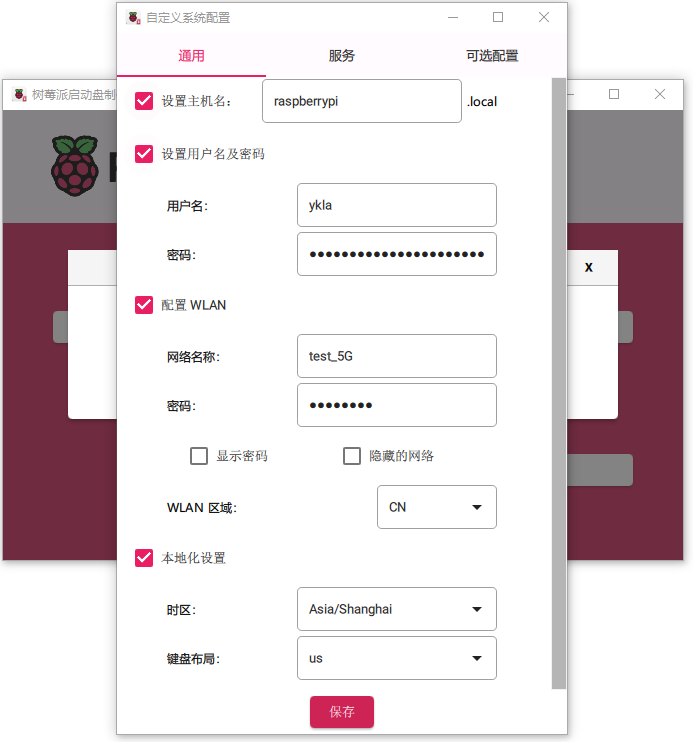 自定义系统配置
通用
服务
可选配置
树莓派启动盘制
设置主机名：
raspberrypi
.local
设置用户名及密码
用户名：
ykla
密码：
●●●●●●●●●●●●●●●●●●●●●●
X
配置 WLAN
网络名称：
test_5G
密码：
●●●●●●●●
显示密码
隐藏的网络
WLAN 区域：
CN
本地化设置
时区：
Asia/Shanghai
键盘布局：
us
保存